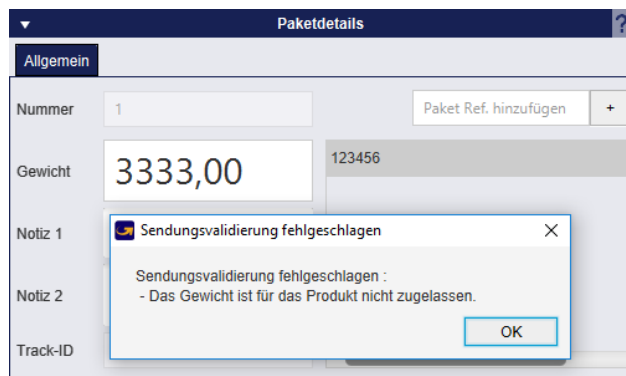 Paketdetails
?
Allgemein
Nummer
1
Paket Ref. hinzufügen
+
Gewicht
3333,00
123456
Notiz 1
Notiz 2
Track-ID
Sendungsvalidierung fehlgeschlagen
Sendungsvalidierung fehlgeschlagen :
- Das Gewicht ist für das Produkt nicht zugelassen.
OK